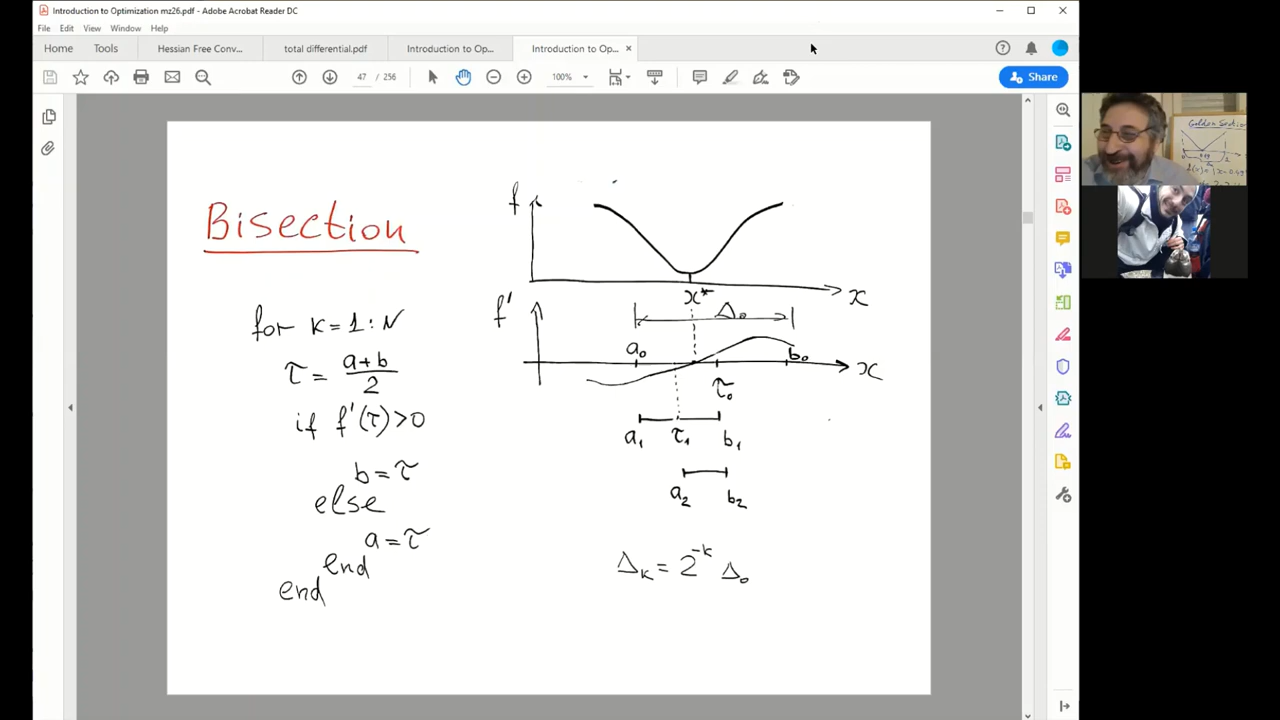 Introduction to Optimization mz26.pdf - Adobe Acrobat Reader DC
File Edit View Window Help
Home Tools Hessian Free Conv... total differential.pdf Introduction to Op... Introduction to Op... ×
47 / 256 100% Share
Bisection
for k=1:N
τ = (a+b)/2
if f'(τ)>0
b=τ
else
a=τ
end
end
f
x*
x
f'
Δ₀
a₀ b₀
x
τ₀
a₁ τ₁ b₁
a₂ b₂
Δₖ = 2⁻ᵏ Δ₀
Golden Section